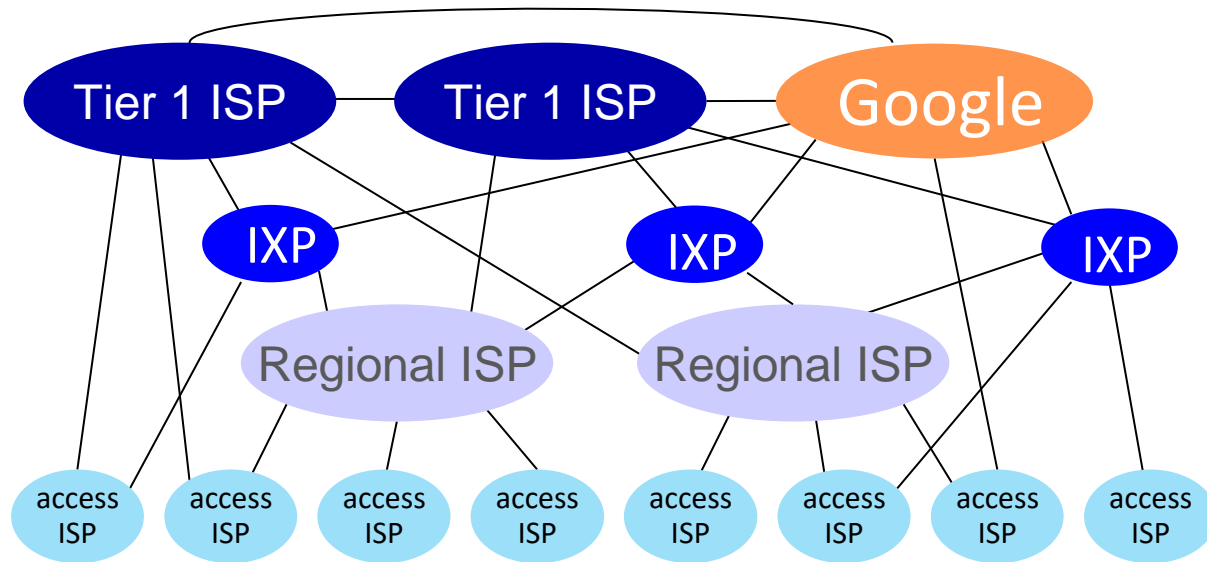 Tier 1 ISP
Tier 1 ISP
Google
IXP
IXP
IXP
Regional ISP
Regional ISP
access
ISP
access
ISP
access
ISP
access
ISP
access
ISP
access
ISP
access
ISP
access
ISP